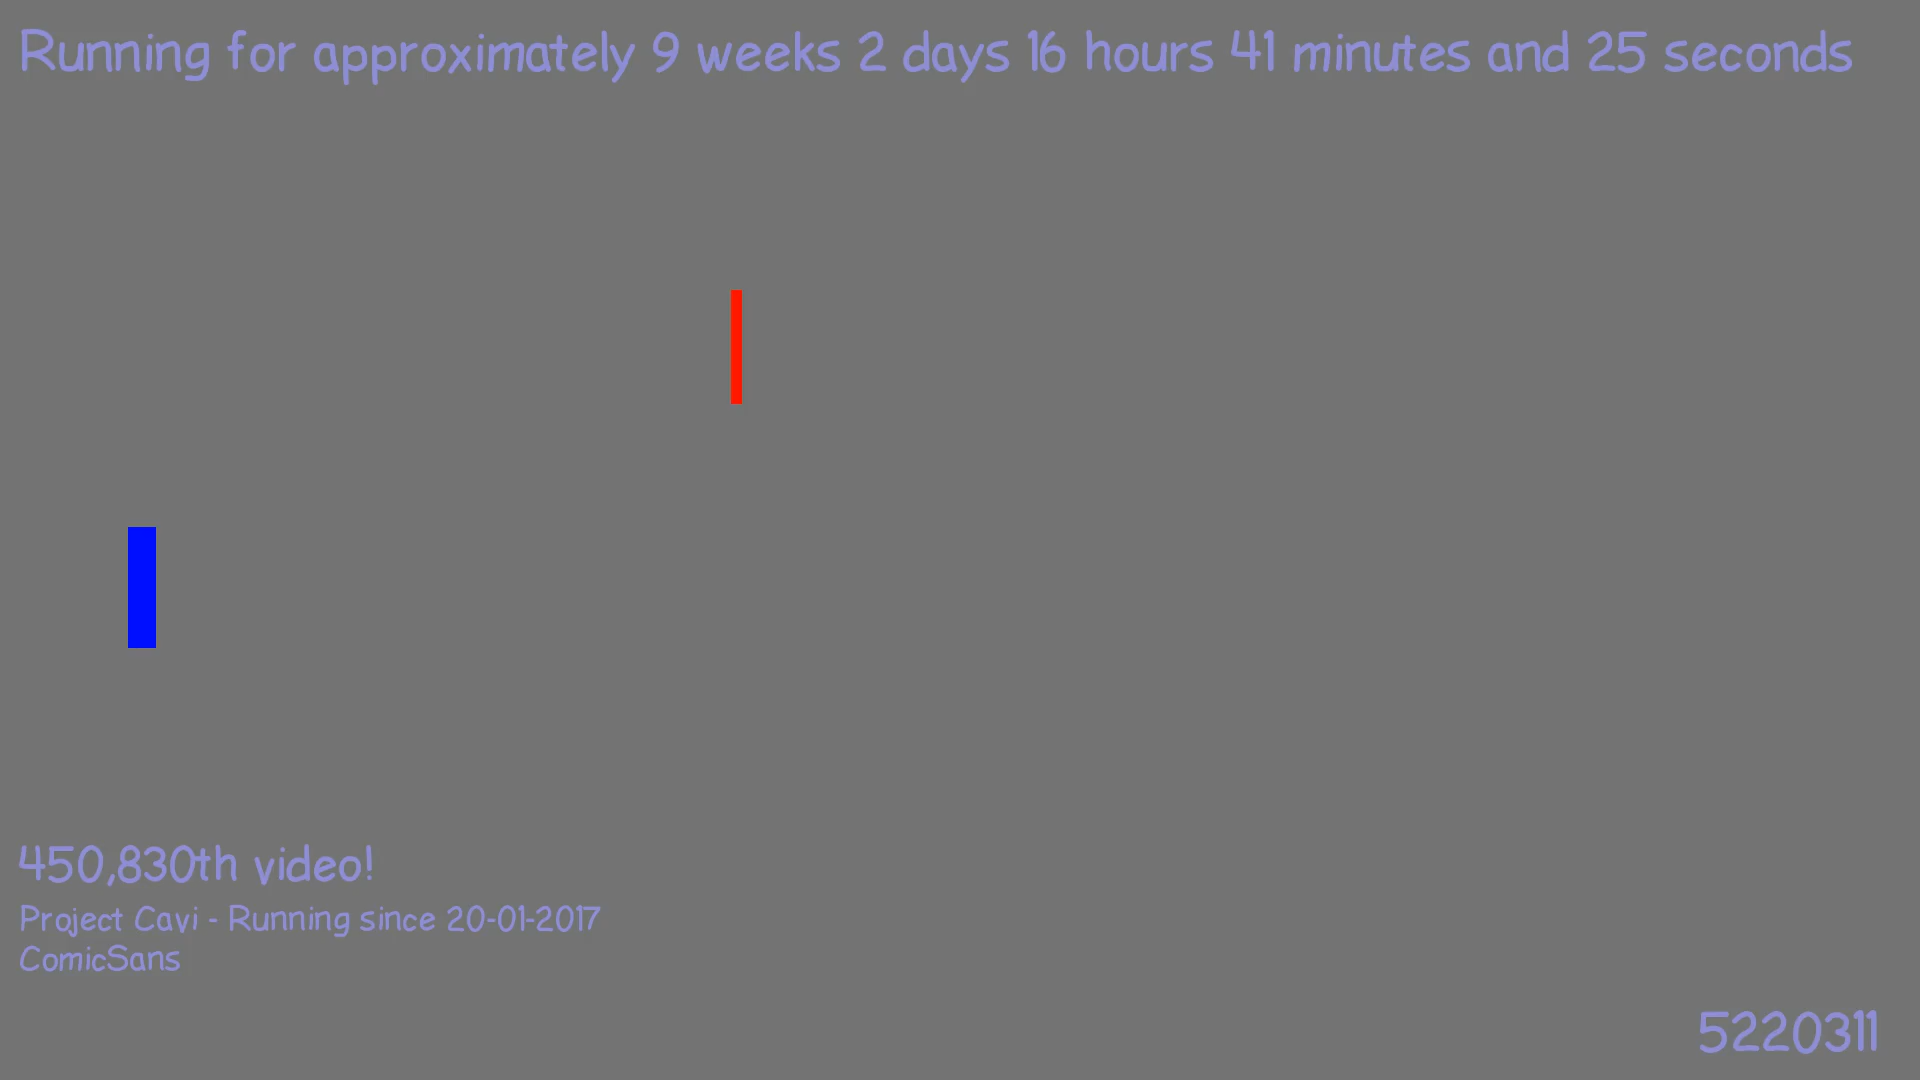 Running for approximately 9 weeks 2 days 16 hours 41 minutes and 25 seconds
450,830th video!
Project Cavi - Running since 20-01-2017
ComicSans
5220311